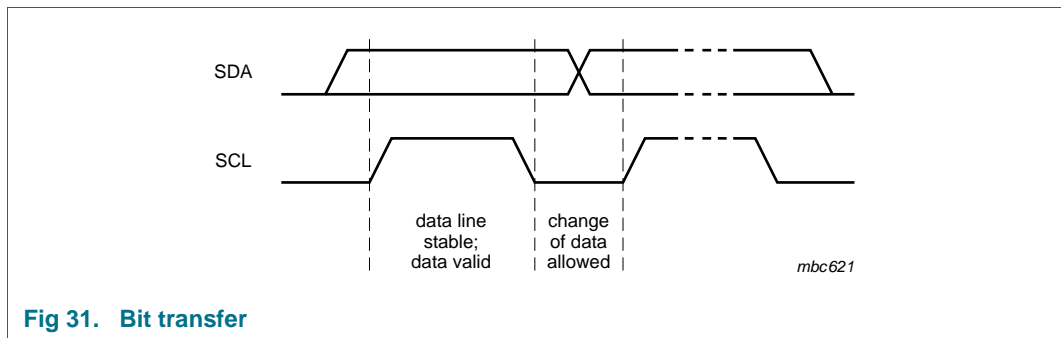 SDA
SCL
data line
stable;
data valid
change
of data
allowed
mbc621
Fig 31. Bit transfer